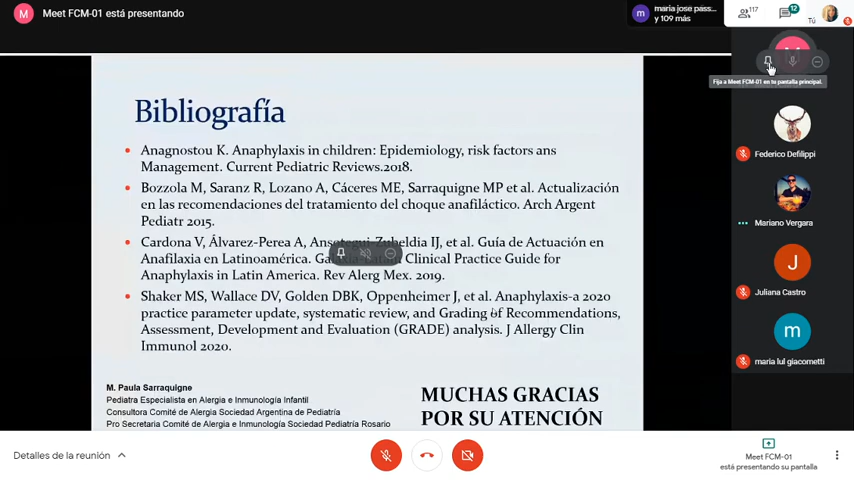 M Meet FCM-01 está presentando
m maria jose pass...
y 109 más
117
12
Tú
Fija a Meet FCM-01 en tu pantalla principal.
Bibliografía
Anagnostou K. Anaphylaxis in children: Epidemiology, risk factors ans
Management. Current Pediatric Reviews.2018.
Bozzola M, Saranz R, Lozano A, Cáceres ME, Sarraquigne MP et al. Actualización
en las recomendaciones del tratamiento del choque anafiláctico. Arch Argent
Pediatr 2015.
Cardona V, Álvarez-Perea A, Ansotegui-Zubeldia IJ, et al. Guía de Actuación en
Anafilaxia en Latinoamérica. Clinical Practice Guide for
Anaphylaxis in Latin America. Rev Alerg Mex. 2019.
Shaker MS, Wallace DV, Golden DBK, Oppenheimer J, et al. Anaphylaxis-a 2020
practice parameter update, systematic review, and Grading of Recommendations,
Assessment, Development and Evaluation (GRADE) analysis. J Allergy Clin
Immunol 2020.
M. Paula Sarraquigne
Pediatra Especialista en Alergia e Inmunología Infantil
Consultora Comité de Alergia Sociedad Argentina de Pediatría
Pro Secretaria Comité de Alergia e Inmunología Sociedad Pediatría Rosario
MUCHAS GRACIAS
POR SU ATENCIÓN
Federico Defilippi
Mariano Vergara
J
Juliana Castro
m
maria lul giacometti
Detalles de la reunión
Meet FCM-01
está presentando su pantalla